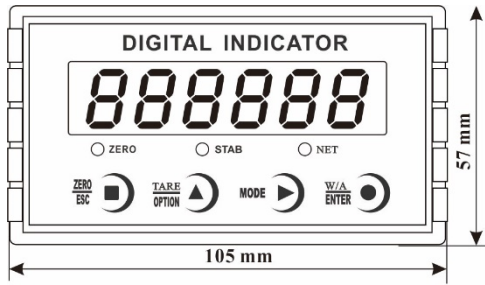 DIGITAL INDICATOR
888888
ZERO STAB NET
ZERO TARE MODE W/A
ESC OPTION ENTER
57 mm
105 mm